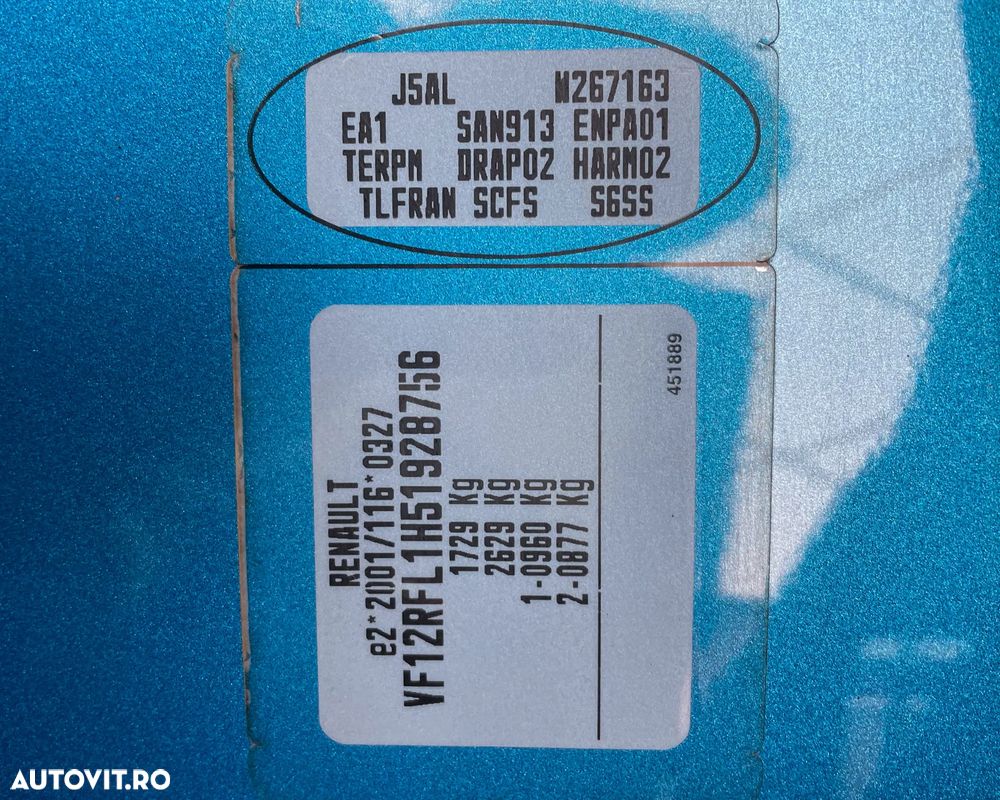 J5AL M267163
EA1 SAN913 ENPA01
TERPM DRAP02 HARM02
TLFRAN SCFS S6SS
RENAULT
e2*2001/116*0327
VF12RFL1H51928756
1729 Kg
2629 Kg
1-0960 Kg
2-0877 Kg
451889
AUTOVIT.RO